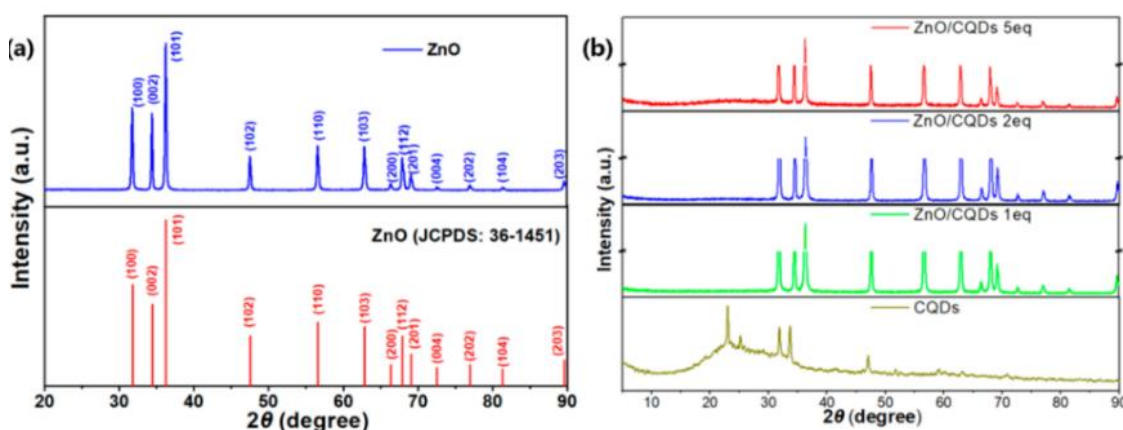 (a)
ZnO
(100)
(002)
(101)
(102)
(110)
(103)
(200)
(112)
(201)
(004)
(202)
(104)
(203)
ZnO (JCPDS: 36-1451)
(100)
(002)
(101)
(102)
(110)
(103)
(200)
(112)
(201)
(004)
(202)
(104)
(203)
Intensity (a.u.)
20 30 40 50 60 70 80 90
2θ (degree)
(b)
ZnO/CQDs 5eq
ZnO/CQDs 2eq
ZnO/CQDs 1eq
CQDs
Intensity (a.u.)
10 20 30 40 50 60 70 80 90
2θ (degree)